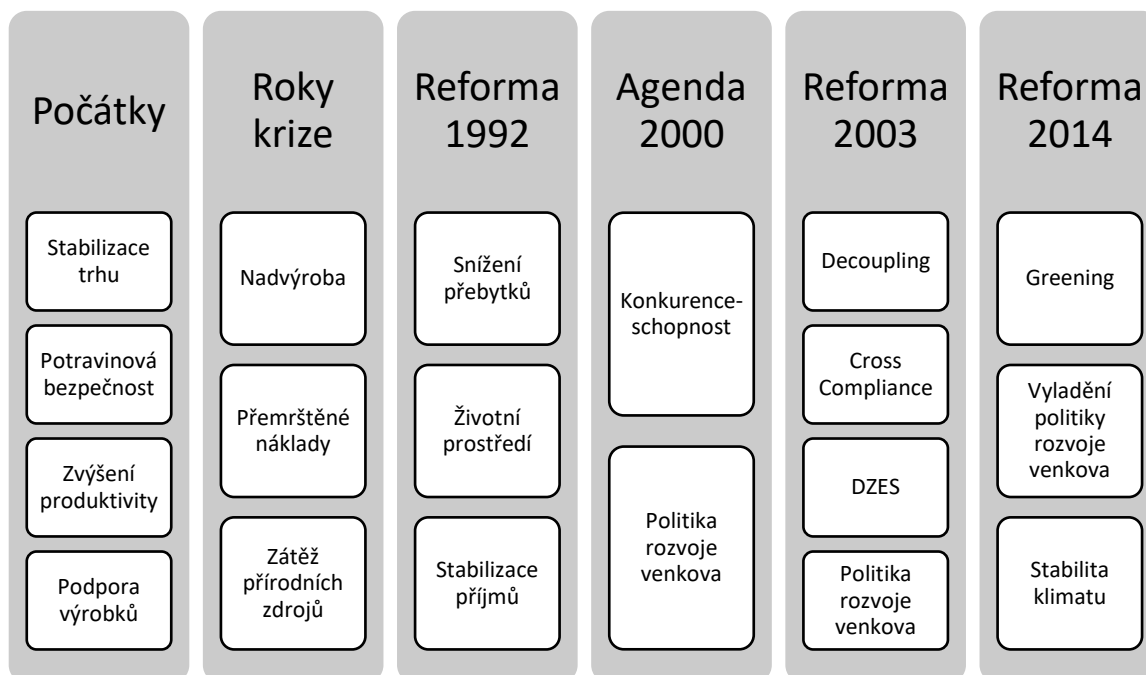 Počátky
Stabilizace
trhu
Potravinová
bezpečnost
Zvýšení
produktivity
Podpora
výrobků
Roky
krize
Nadvýroba
Přemrštěné
náklady
Zátěž
přírodních
zdrojů
Reforma
1992
Snížení
přebytků
Životní
prostředí
Stabilizace
příjmů
Agenda
2000
Konkurence-
schopnost
Politika
rozvoje
venkova
Reforma
2003
Decoupling
Cross
Compliance
DZES
Politika
rozvoje
venkova
Reforma
2014
Greening
Vyladění
politiky
rozvoje
venkova
Stabilita
klimatu